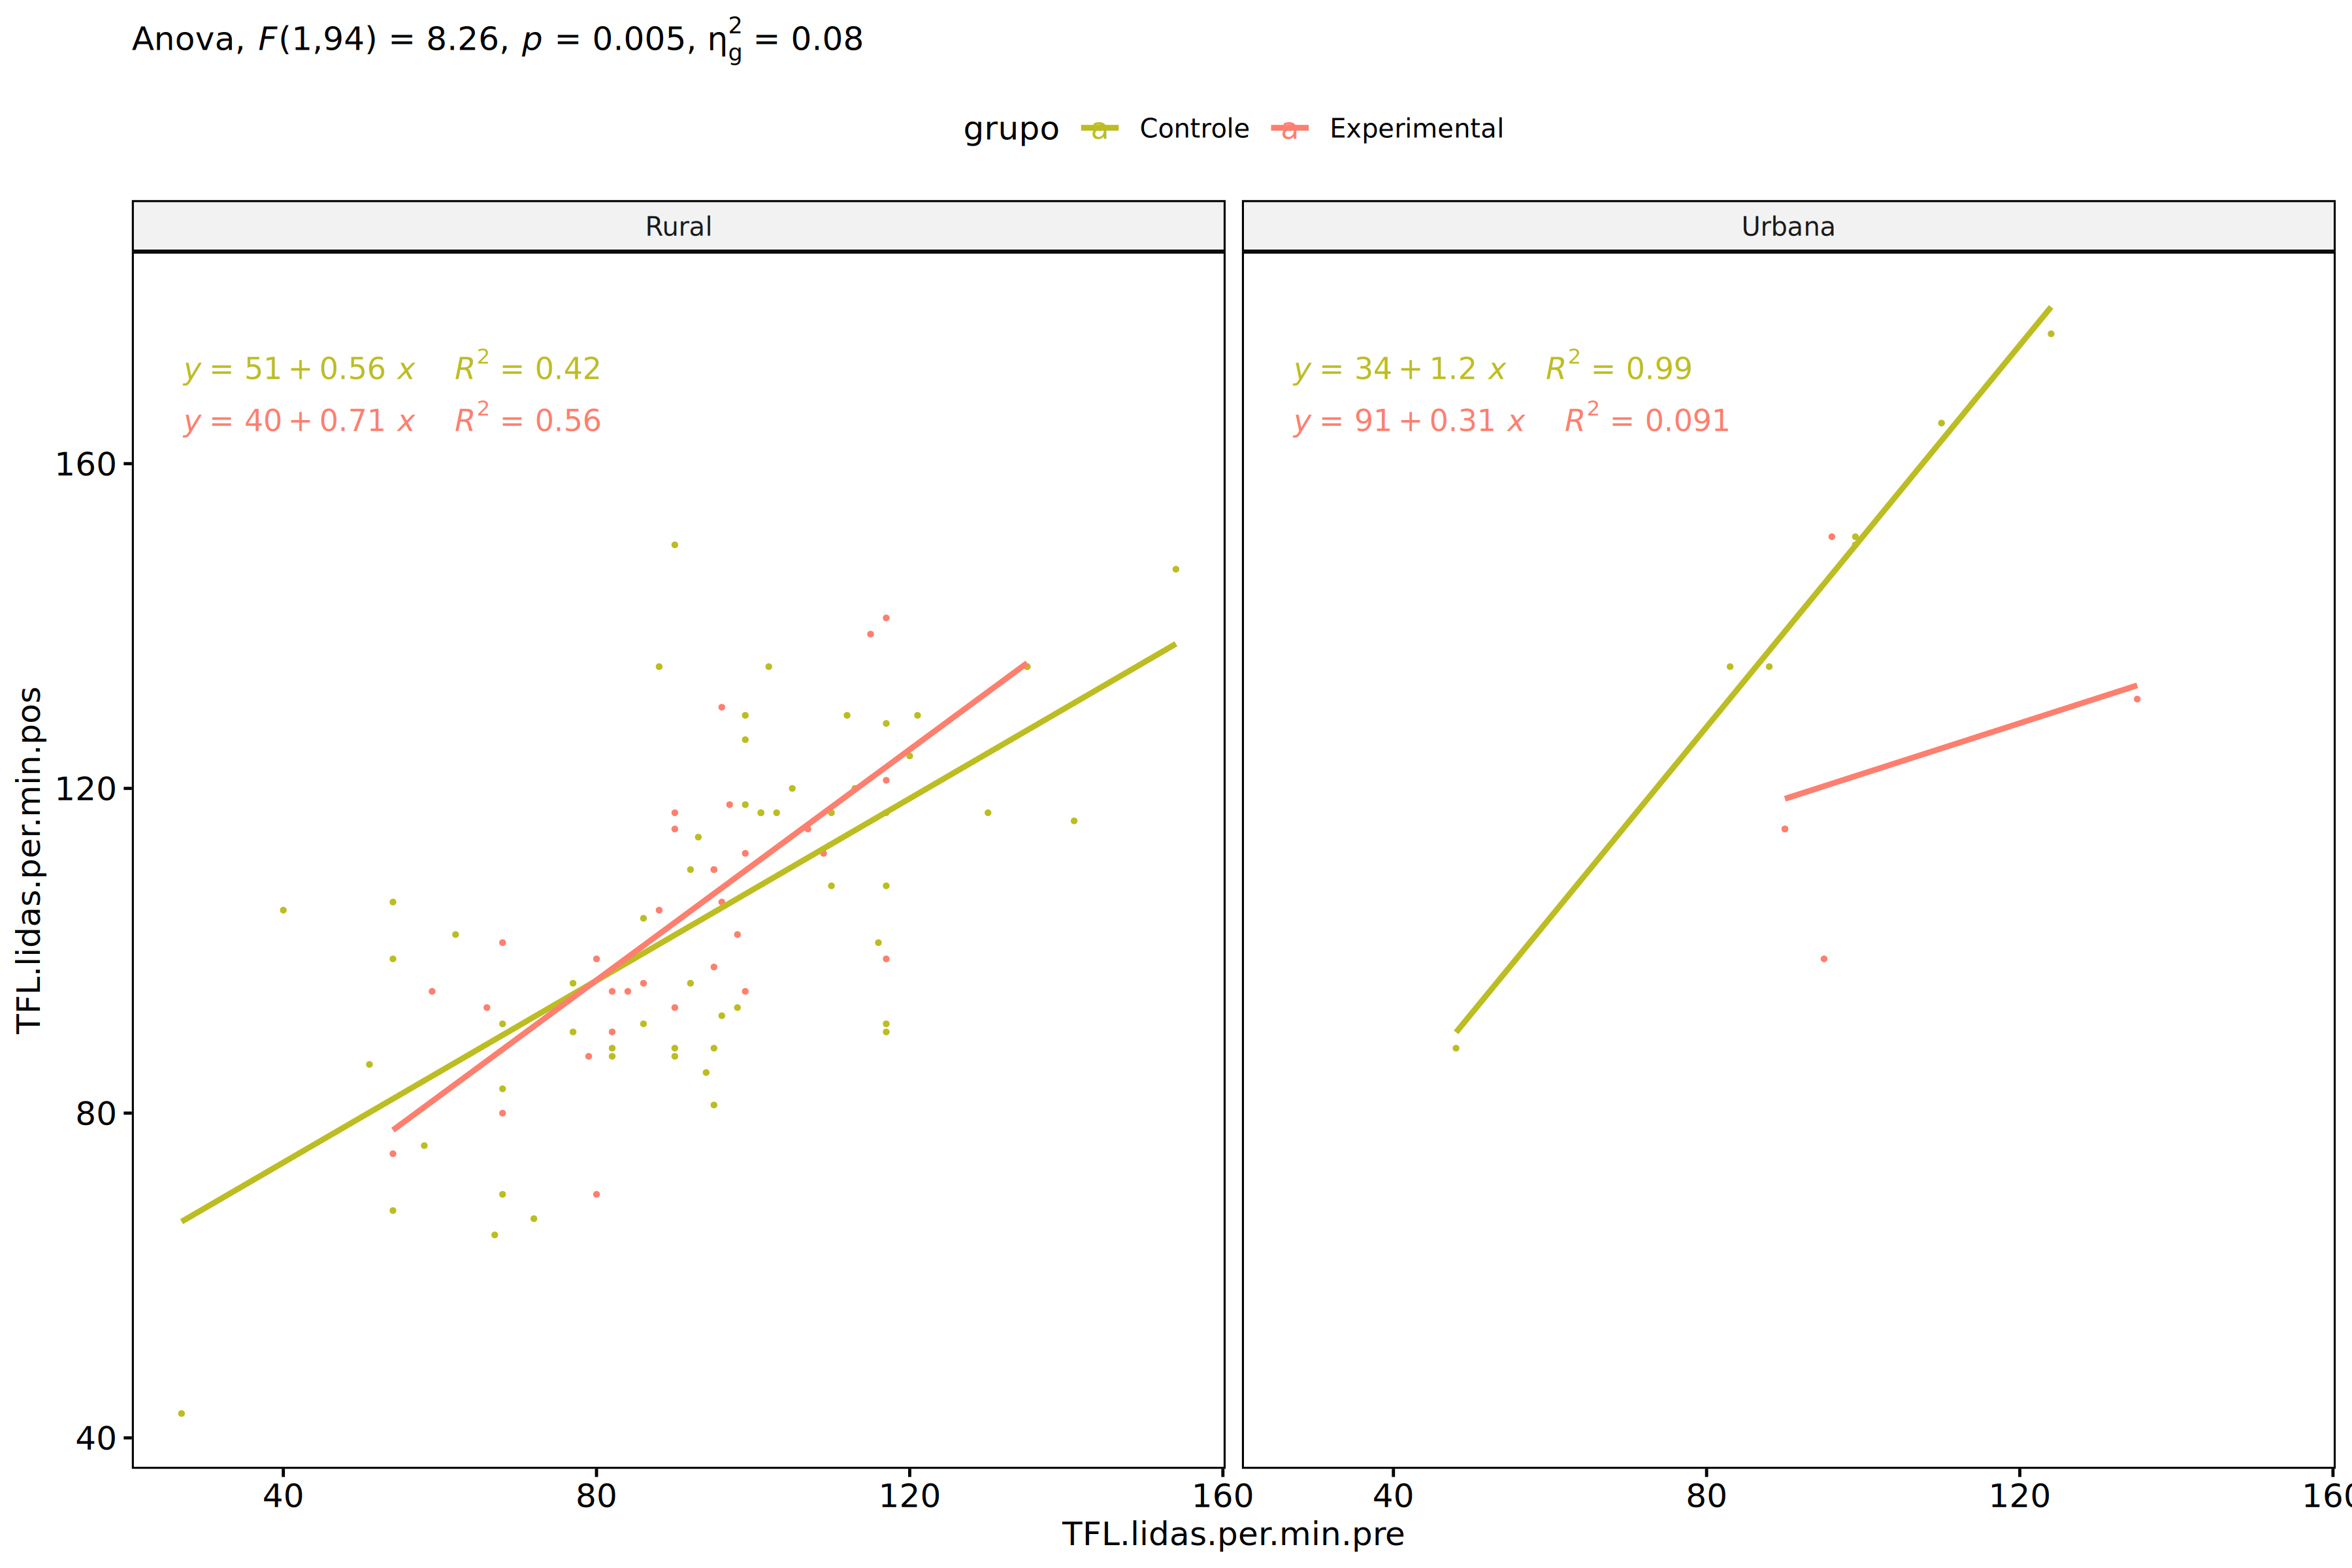 Anova, F(1,94) = 8.26, p = 0.005, η²g = 0.08
grupo a Controle a Experimental
Rural
Urbana
y = 51 + 0.56 x R² = 0.42
y = 40 + 0.71 x R² = 0.56
y = 34 + 1.2 x R² = 0.99
y = 91 + 0.31 x R² = 0.091
TFL.lidas.per.min.pos
160
120
80
40
40 80 120 160
40 80 120 160
TFL.lidas.per.min.pre